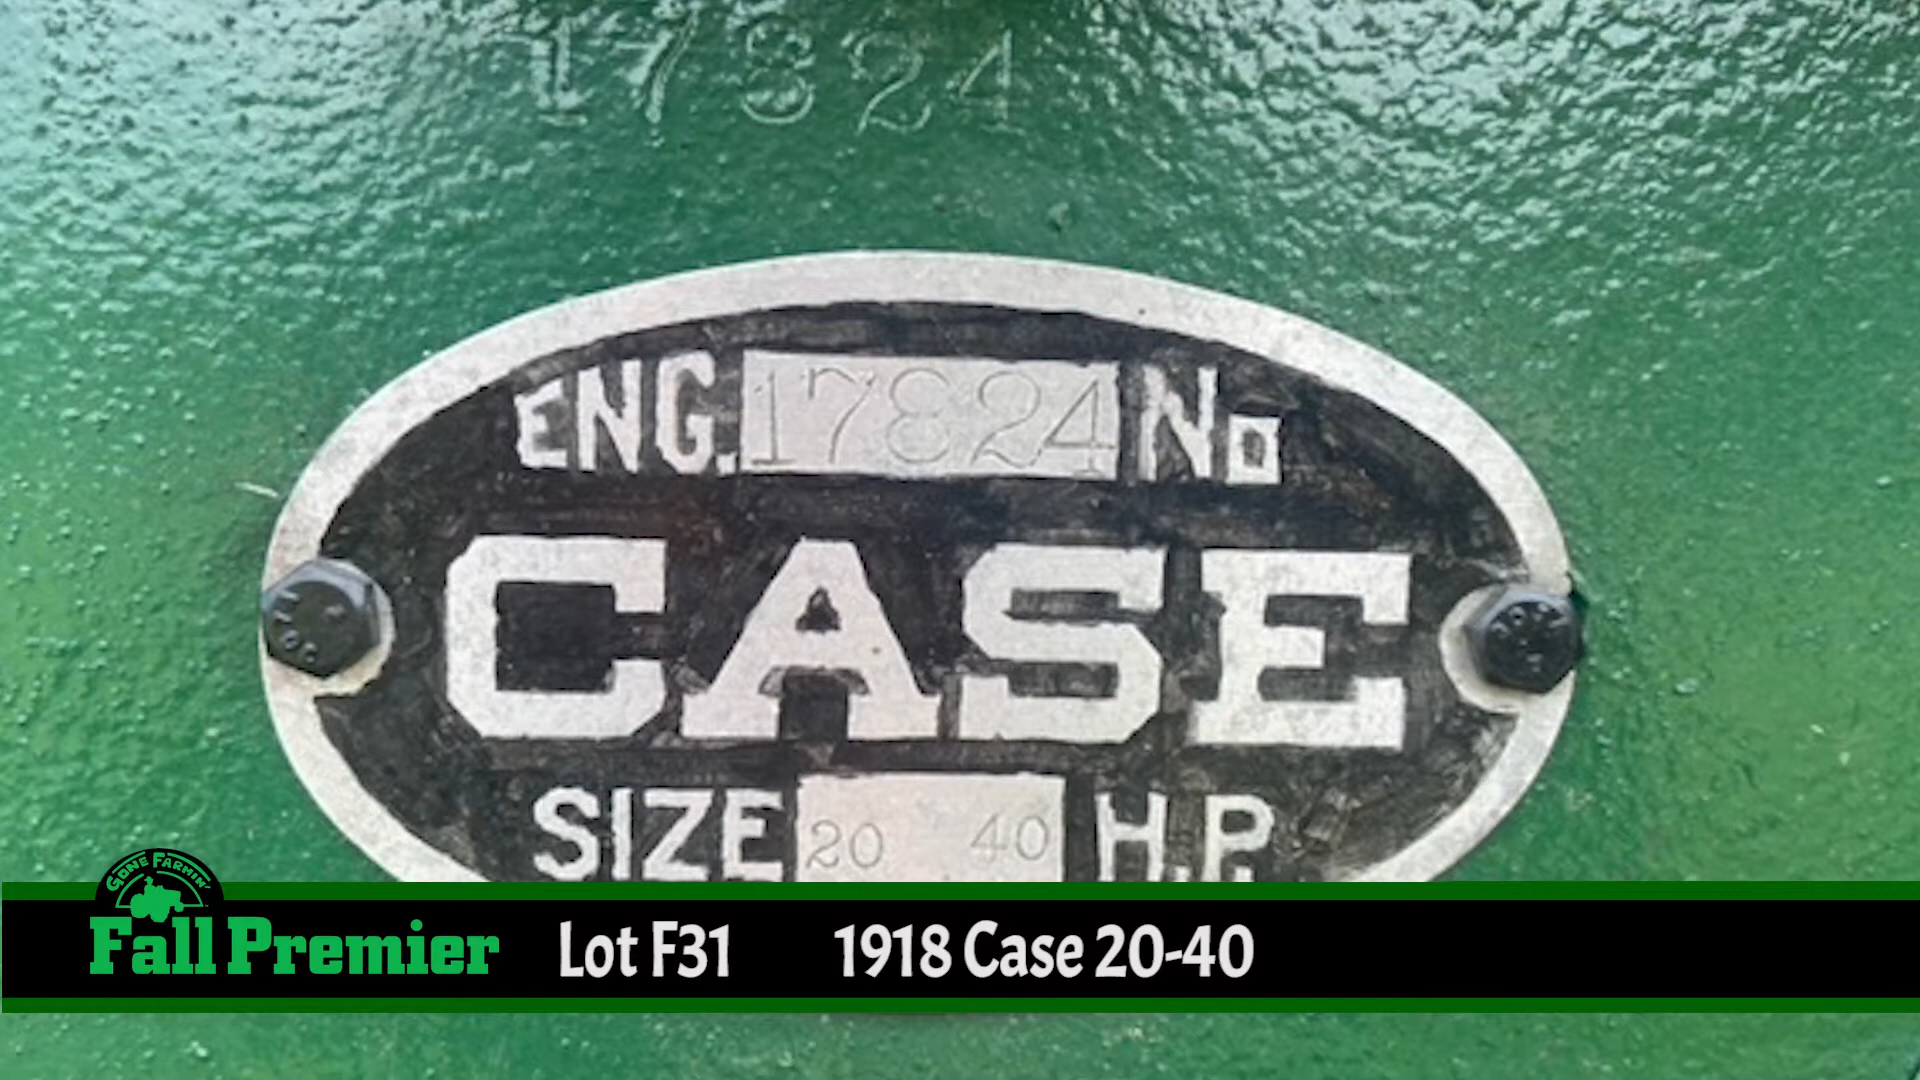 17824
ENG. 17824 No
CASE
SIZE 20 40 H.P.
GONE FARMIN'
Fall Premier
Lot F31 1918 Case 20-40